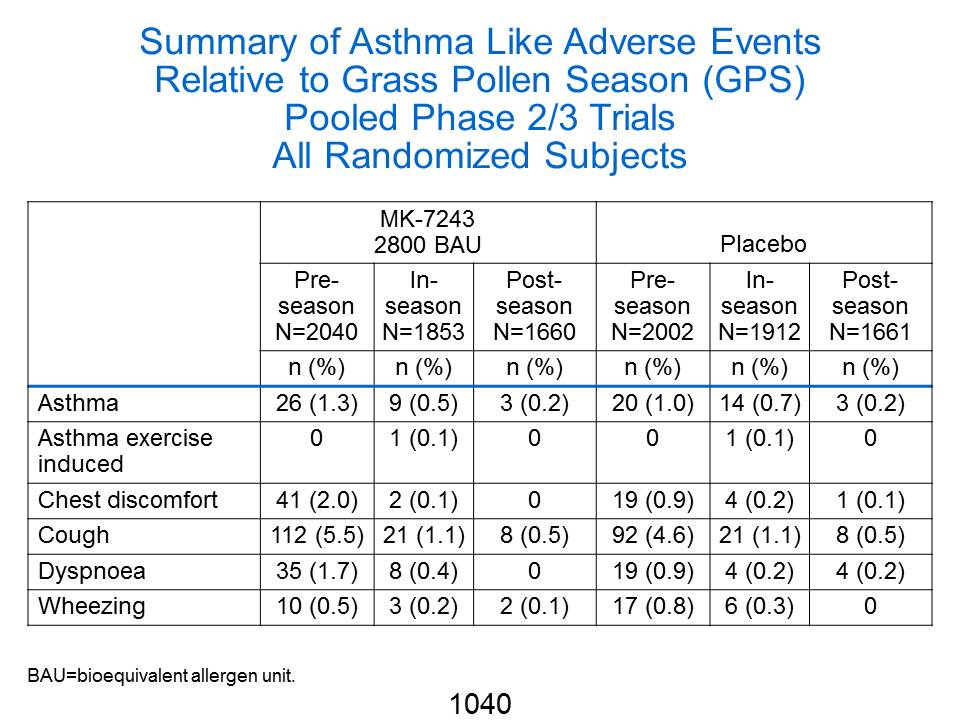 Summary of Asthma Like Adverse Events
Relative to Grass Pollen Season (GPS)
Pooled Phase 2/3 Trials
All Randomized Subjects
MK-7243
2800 BAU
Placebo
Pre-season N=2040
In-season N=1853
Post-season N=1660
Pre-season N=2002
In-season N=1912
Post-season N=1661
n (%) n (%) n (%) n (%) n (%) n (%)
Asthma 26 (1.3) 9 (0.5) 3 (0.2) 20 (1.0) 14 (0.7) 3 (0.2)
Asthma exercise induced 0 1 (0.1) 0 0 1 (0.1) 0
Chest discomfort 41 (2.0) 2 (0.1) 0 19 (0.9) 4 (0.2) 1 (0.1)
Cough 112 (5.5) 21 (1.1) 8 (0.5) 92 (4.6) 21 (1.1) 8 (0.5)
Dyspnoea 35 (1.7) 8 (0.4) 0 19 (0.9) 4 (0.2) 4 (0.2)
Wheezing 10 (0.5) 3 (0.2) 2 (0.1) 17 (0.8) 6 (0.3) 0
BAU=bioequivalent allergen unit.
1040